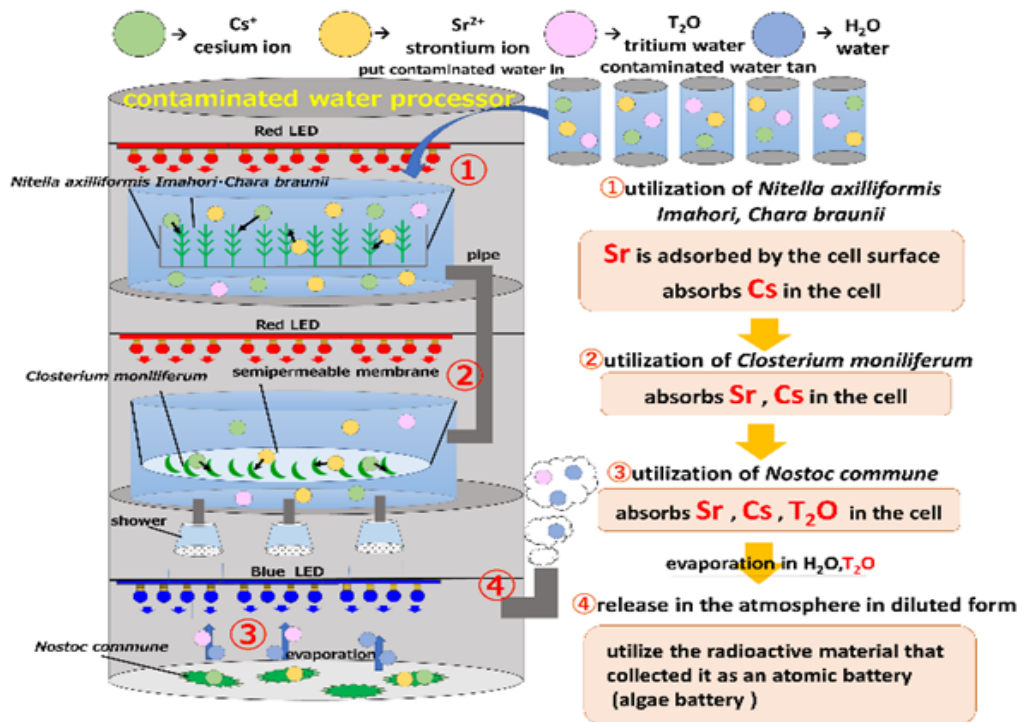 Cs⁺
cesium ion
Sr²⁺
strontium ion
T₂O
tritium water
H₂O
water
put contaminated water in
contaminated water tan
contaminated water processor
Red LED
①
Nitella axilliformis Imahori・Chara braunii
pipe
Red LED
Closterium moniliferum
semipermeable membrane
②
shower
Blue LED
④
③
Nostoc commune
evaporation
①utilization of Nitella axilliformis
Imahori, Chara braunii
Sr is adsorbed by the cell surface
absorbs Cs in the cell
②utilization of Closterium moniliferum
absorbs Sr , Cs in the cell
③utilization of Nostoc commune
absorbs Sr , Cs , T₂O in the cell
evaporation in H₂O,T₂O
④release in the atmosphere in diluted form
utilize the radioactive material that
collected it as an atomic battery
(algae battery )